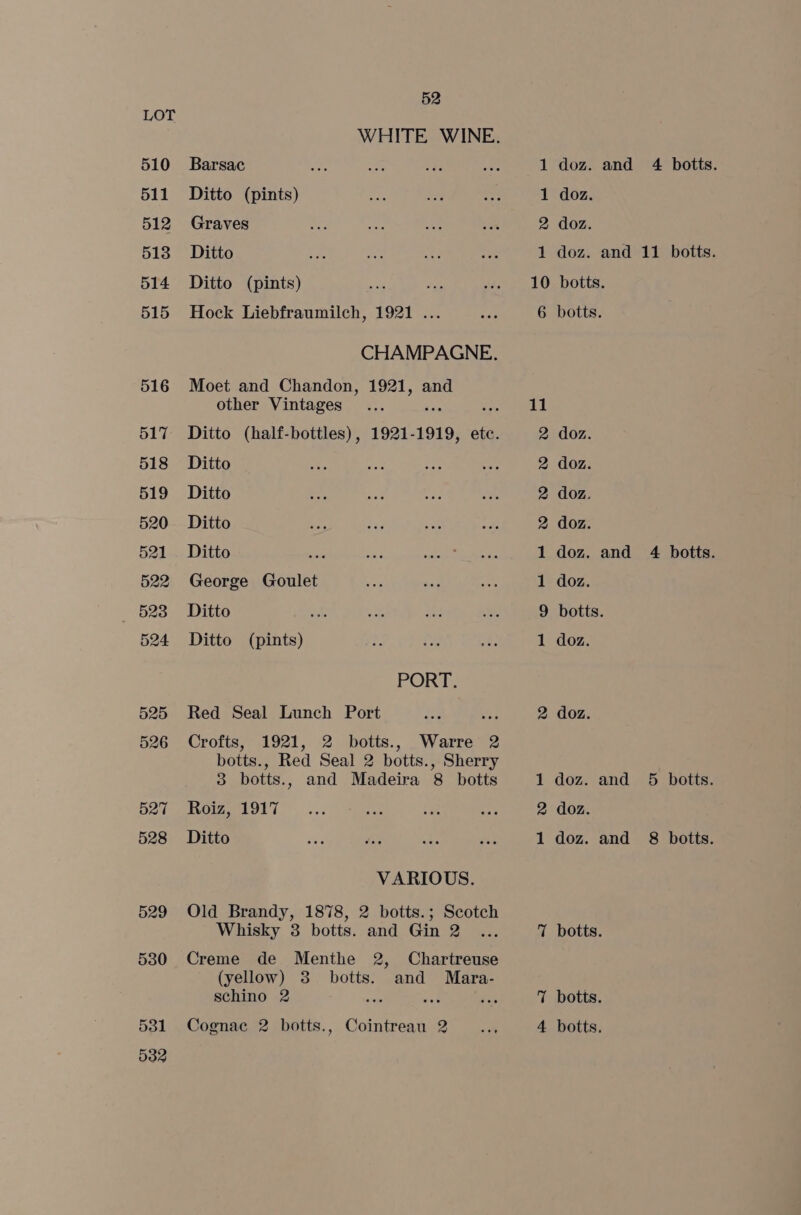 52
LOT
WHITE WINE.
510 Barsac ... ... ... ... 1 doz. and 4 botts.
511 Ditto (pints) ... ... ... 1 doz.
512 Graves ... ... ... ... 2 doz.
513 Ditto ... ... ... ... 1 doz. and 11 botts.
514 Ditto (pints) ... ... ... 10 botts.
515 Hock Liebfraumilch, 1921 ... ... 6 botts.
CHAMPAGNE.
516 Moet and Chandon, 1921, and
other Vintages ... ... ... 11
517 Ditto (half-bottles), 1921-1919, etc. 2 doz.
518 Ditto ... ... ... ... 2 doz.
519 Ditto ... ... ... ... 2 doz.
520 Ditto ... ... ... ... 2 doz.
521 Ditto ... ... ... ... 1 doz. and 4 botts.
522 George Goulet ... ... ... 1 doz.
523 Ditto ... ... ... ... 9 botts.
524 Ditto (pints) ... ... ... 1 doz.
PORT.
525 Red Seal Lunch Port ... ... 2 doz.
526 Crofts, 1921, 2 botts., Warre 2
botts., Red Seal 2 botts., Sherry
3 botts., and Madeira 8 botts 1 doz. and 5 botts.
527 Roiz, 1917 ... ... ... ... 2 doz.
528 Ditto ... ... ... ... 1 doz. and 8 botts.
VARIOUS.
529 Old Brandy, 1878, 2 botts.; Scotch
Whisky 3 botts. and Gin 2 ... 7 botts.
530 Creme de Menthe 2, Chartreuse
(yellow) 3 botts. and Mara-
schino 2 ... ... ... 7 botts.
531 Cognac 2 botts., Cointreau 2 ... 4 botts.
532